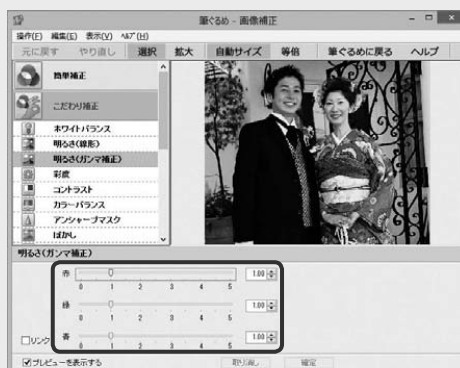 筆ぐるめ - 画像補正
操作(F) 編集(E) 表示(V) ﾍﾙﾌﾟ(H)
元に戻す やり直し 選択 拡大 自動サイズ 等倍 筆ぐるめに戻る ヘルプ
簡単補正
こだわり補正
ホワイトバランス
明るさ(線形)
明るさ(ガンマ補正)
彩度
コントラスト
カラーバランス
アンシャープマスク
ぼかし
明るさ(ガンマ補正)
赤 1.00
0 1 2 3 4 5
緑 1.00
0 1 2 3 4 5
リンク 青 1.00
0 1 2 3 4 5
プレビューを表示する 取り消し 確定